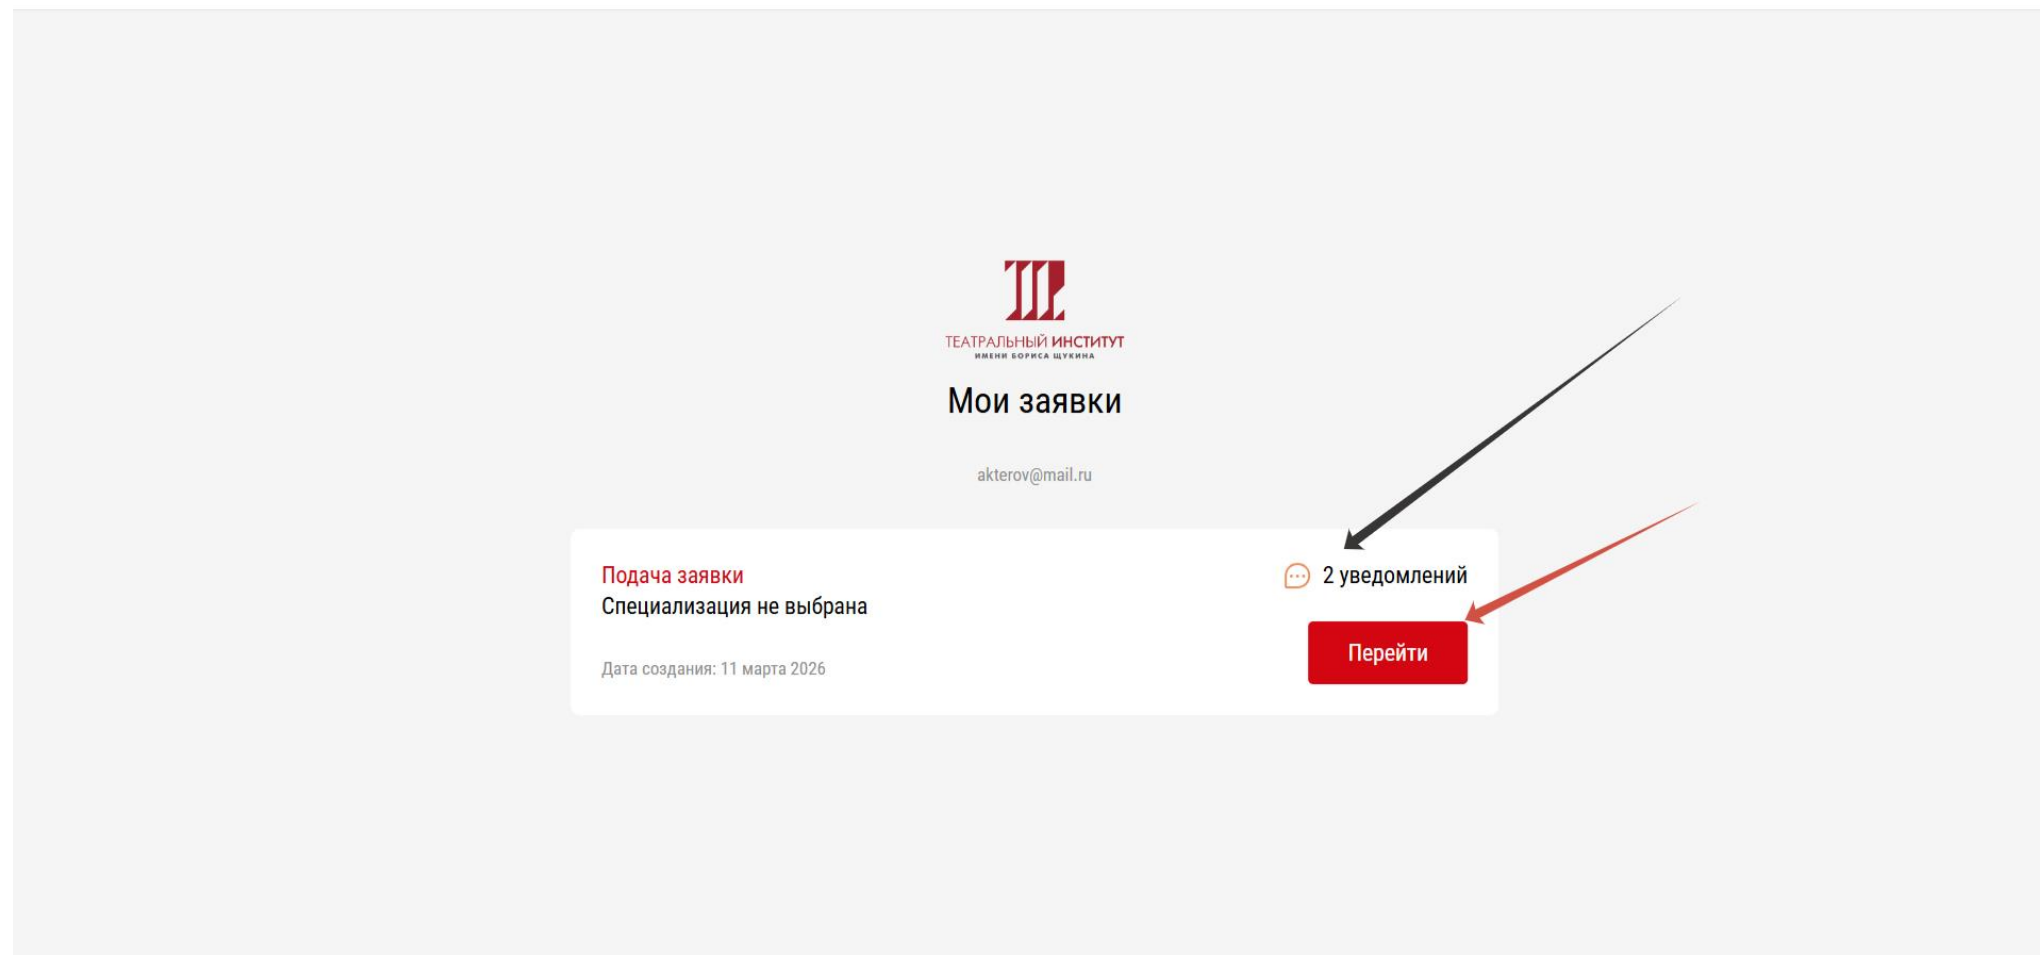 ТЕАТРАЛЬНЫЙ ИНСТИТУТ
ИМЕНИ БОРИСА ЩУКИНА
Мои заявки
akterov@mail.ru
Подача заявки
2 уведомлений
Специализация не выбрана
Перейти
Дата создания: 11 марта 2026